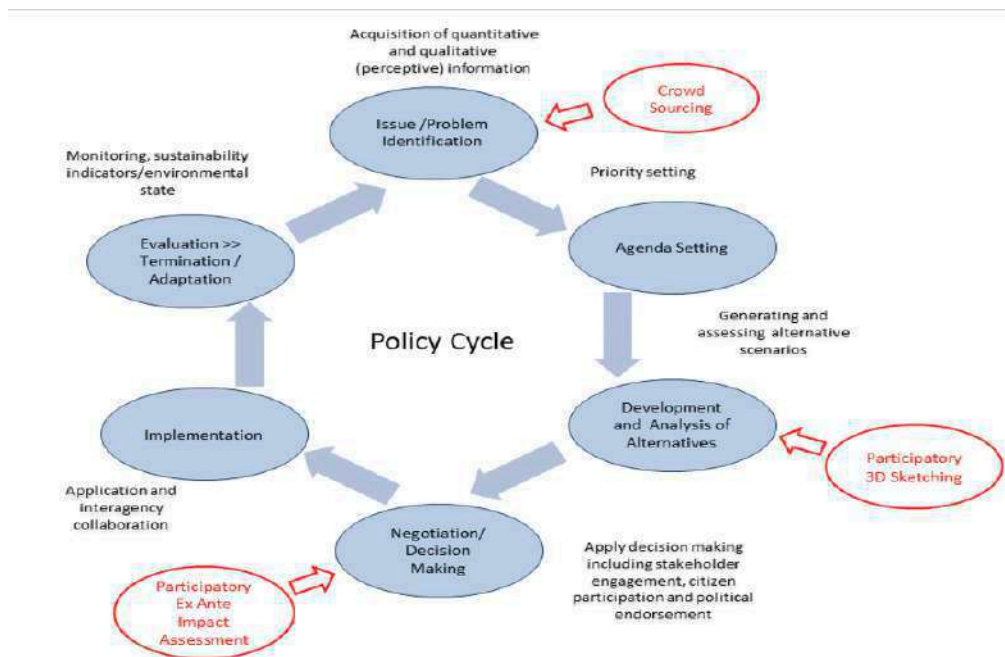 Acquisition of quantitative
and qualitative
(perceptive) information
Crowd
Sourcing
Issue /Problem
Identification
Monitoring, sustainability
indicators/environmental
state
Priority setting
Evaluation >>
Termination /
Adaptation
Agenda Setting
Policy Cycle
Generating and
assessing alternative
scenarios
Implementation
Development
and Analysis of
Alternatives
Participatory
3D Sketching
Application and
interagency
collaboration
Negotiation/
Decision
Making
Apply decision making
including stakeholder
engagement, citizen
participation and political
endorsement
Participatory
Ex Ante
Impact
Assessment